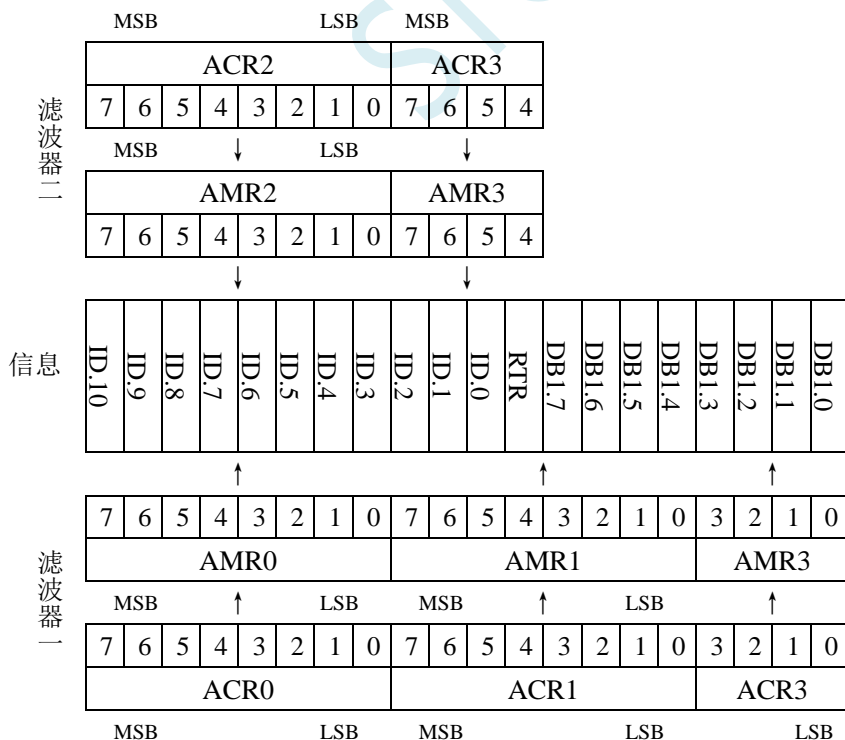 MSB LSB MSB
ACR2 ACR3
7 6 5 4 3 2 1 0 7 6 5 4
滤波器二
MSB LSB
AMR2 AMR3
7 6 5 4 3 2 1 0 7 6 5 4
信息
ID.10 ID.9 ID.8 ID.7 ID.6 ID.5 ID.4 ID.3 ID.2 ID.1 ID.0 RTR DB1.7 DB1.6 DB1.5 DB1.4 DB1.3 DB1.2 DB1.1 DB1.0
7 6 5 4 3 2 1 0 7 6 5 4 3 2 1 0 3 2 1 0
AMR0 AMR1 AMR3
滤波器一
MSB LSB MSB LSB
7 6 5 4 3 2 1 0 7 6 5 4 3 2 1 0 3 2 1 0
ACR0 ACR1 ACR3
MSB LSB MSB LSB LSB